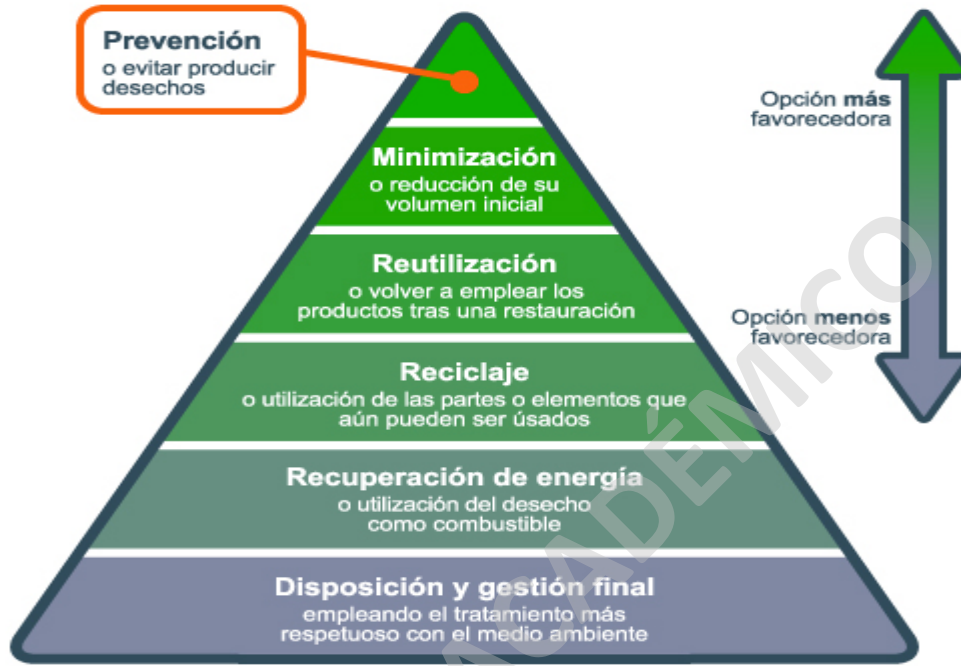 Prevención
o evitar producir
desechos
Opción más
favorecedora
Minimización
o reducción de su
volumen inicial
Reutilización
o volver a emplear los
productos tras una restauración
Opción menos
favorecedora
Reciclaje
o utilización de las partes o elementos que
aún pueden ser úsados
Recuperación de energía
o utilización del desecho
como combustible
Disposición y gestión final
empleando el tratamiento más
respetuoso con el medio ambiente
ACADÉMICO